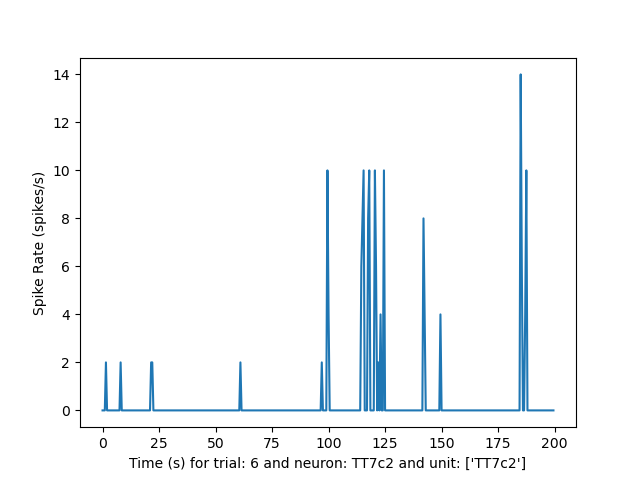 14
12
10
8
6
4
2
0
Spike Rate (spikes/s)
0 25 50 75 100 125 150 175 200
Time (s) for trial: 6 and neuron: TT7c2 and unit: ['TT7c2']